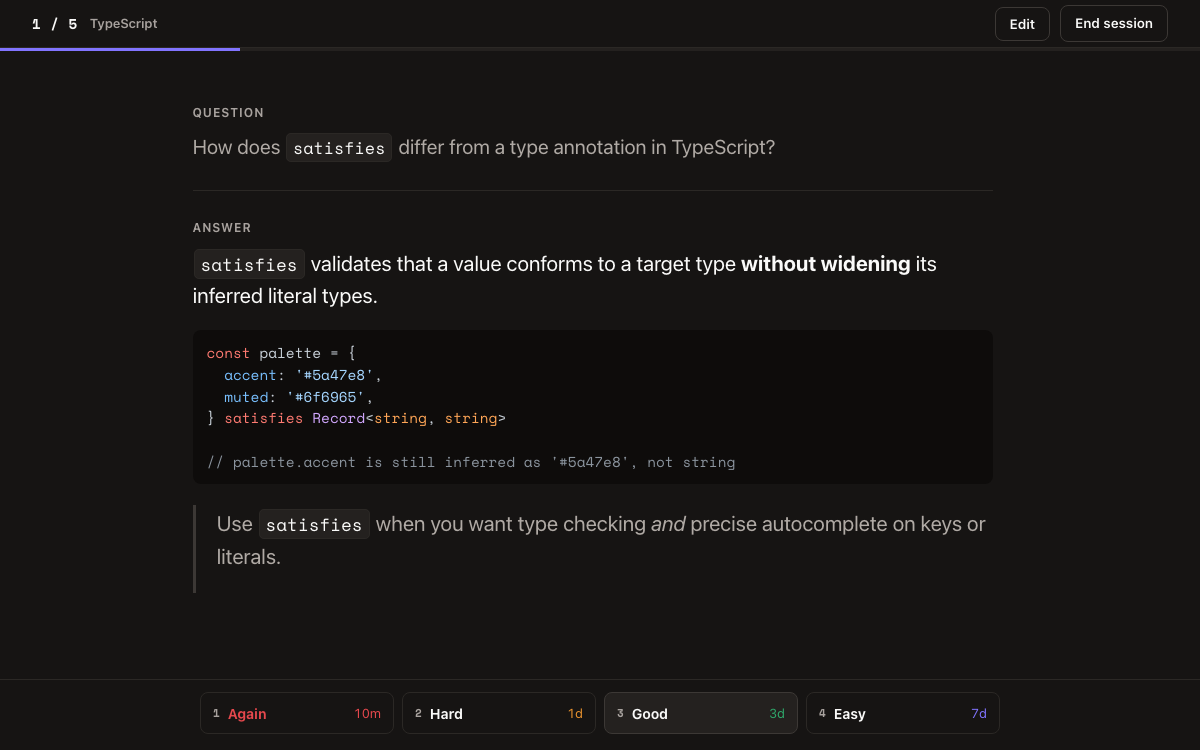 1 / 5 TypeScript
Edit
End session
QUESTION
How does satisfies differ from a type annotation in TypeScript?
ANSWER
satisfies validates that a value conforms to a target type without widening its
inferred literal types.
const palette = {
  accent: '#5a47e8',
  muted: '#6f6965',
} satisfies Record<string, string>
// palette.accent is still inferred as '#5a47e8', not string
Use satisfies when you want type checking and precise autocomplete on keys or
literals.
1 Again 10m
2 Hard 1d
3 Good 3d
4 Easy 7d